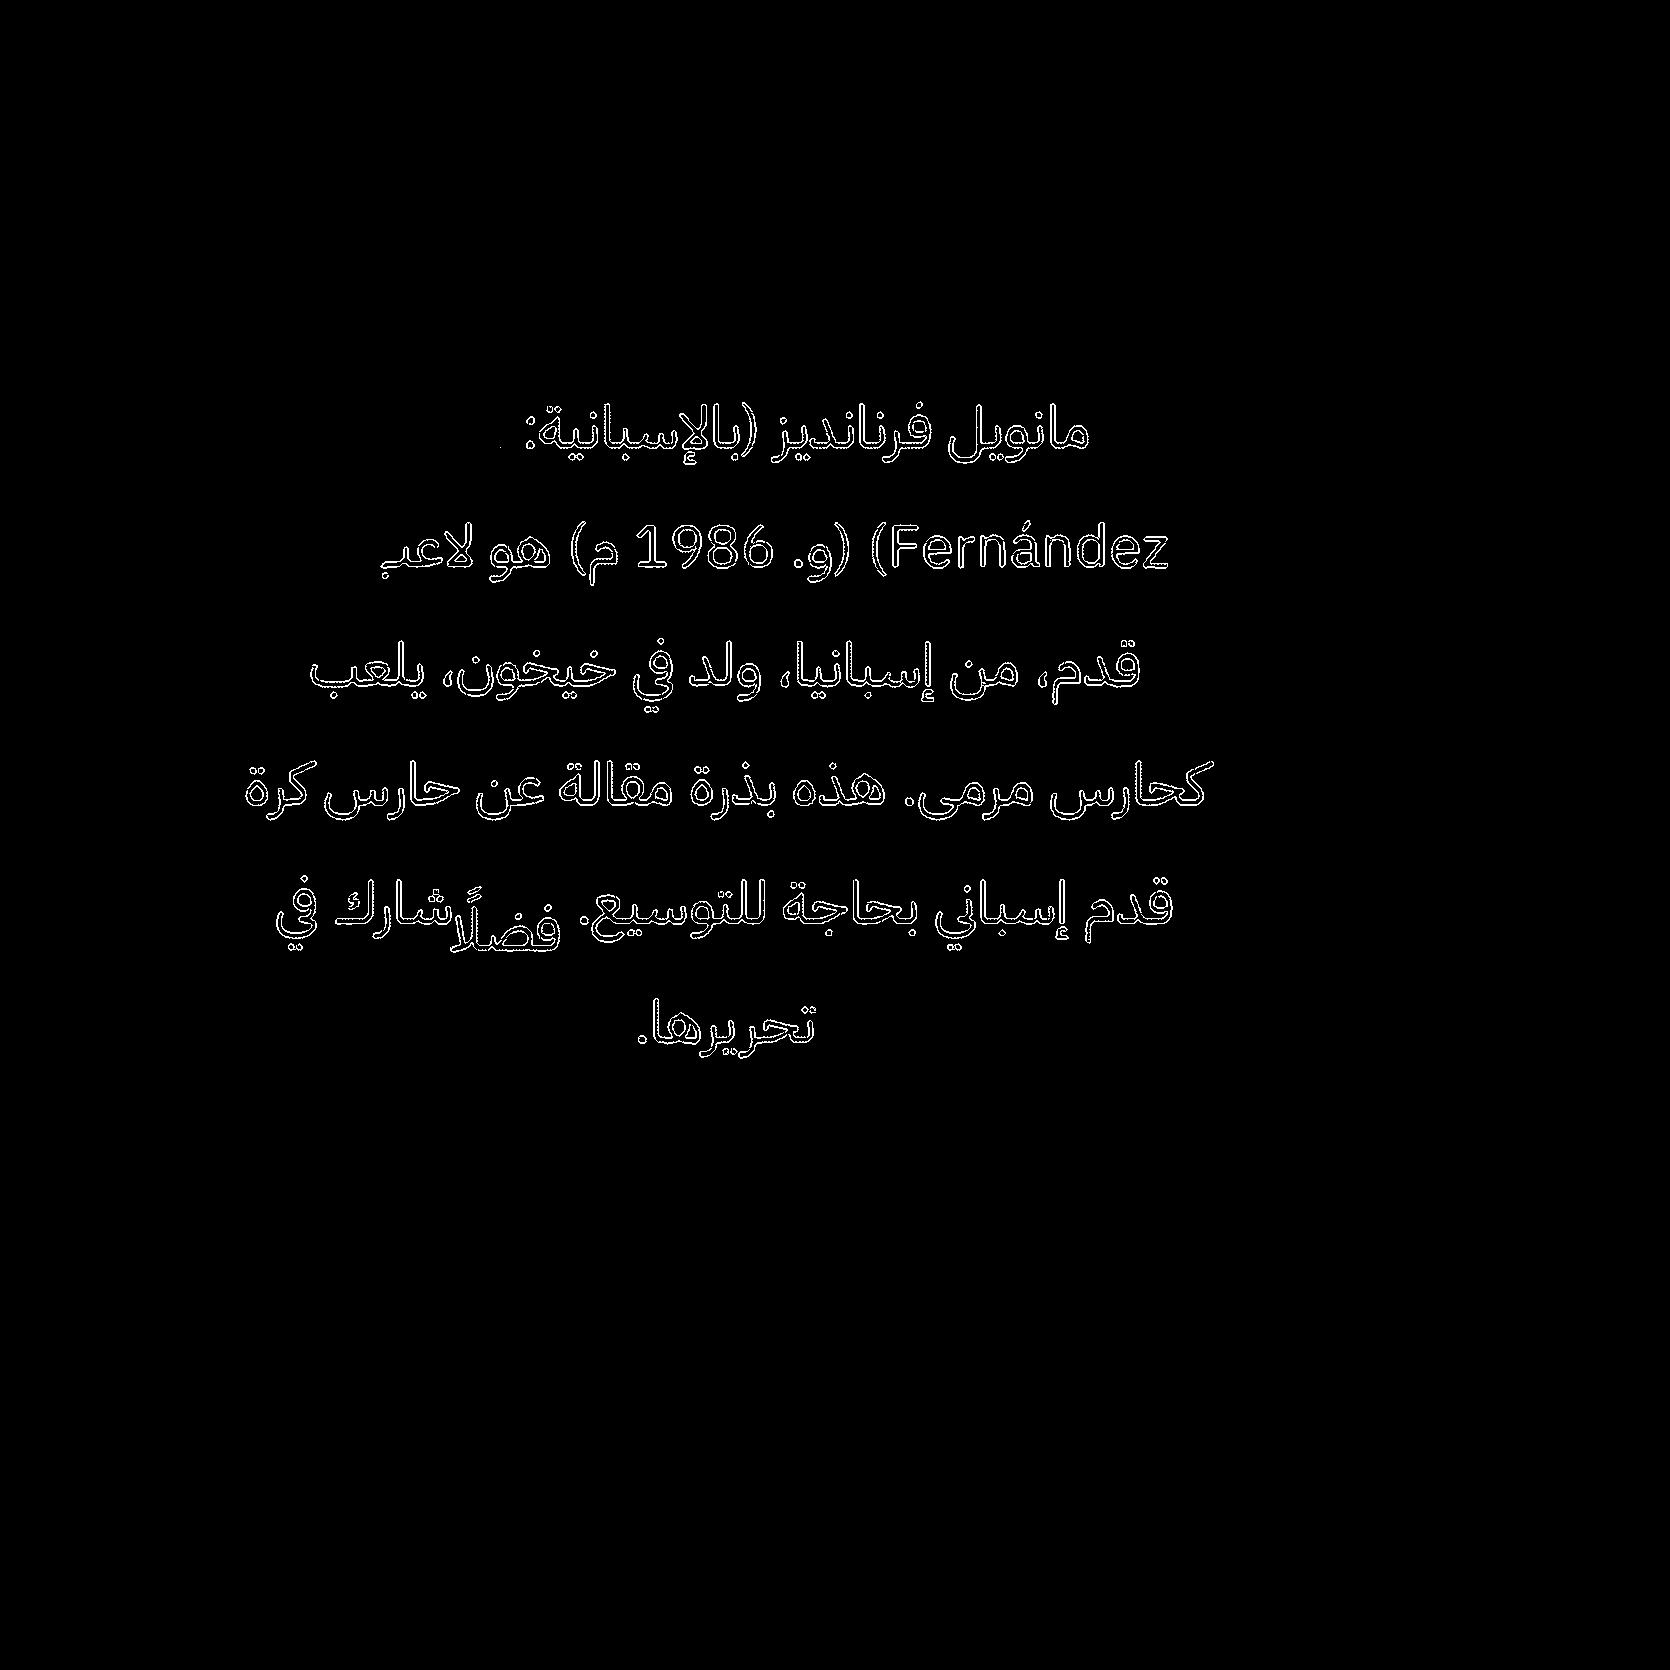 مانويل فرنانديز (بالإسبانية:
Fernández) (و. 1986 م) هو لاعب
قدم، من إسبانيا، ولد في خيخون، يلعب
كحارس مرمى. هذه بذرة مقالة عن حارس كرة
قدم إسباني بحاجة للتوسيع. فضلًا شارك في
تحريرها.